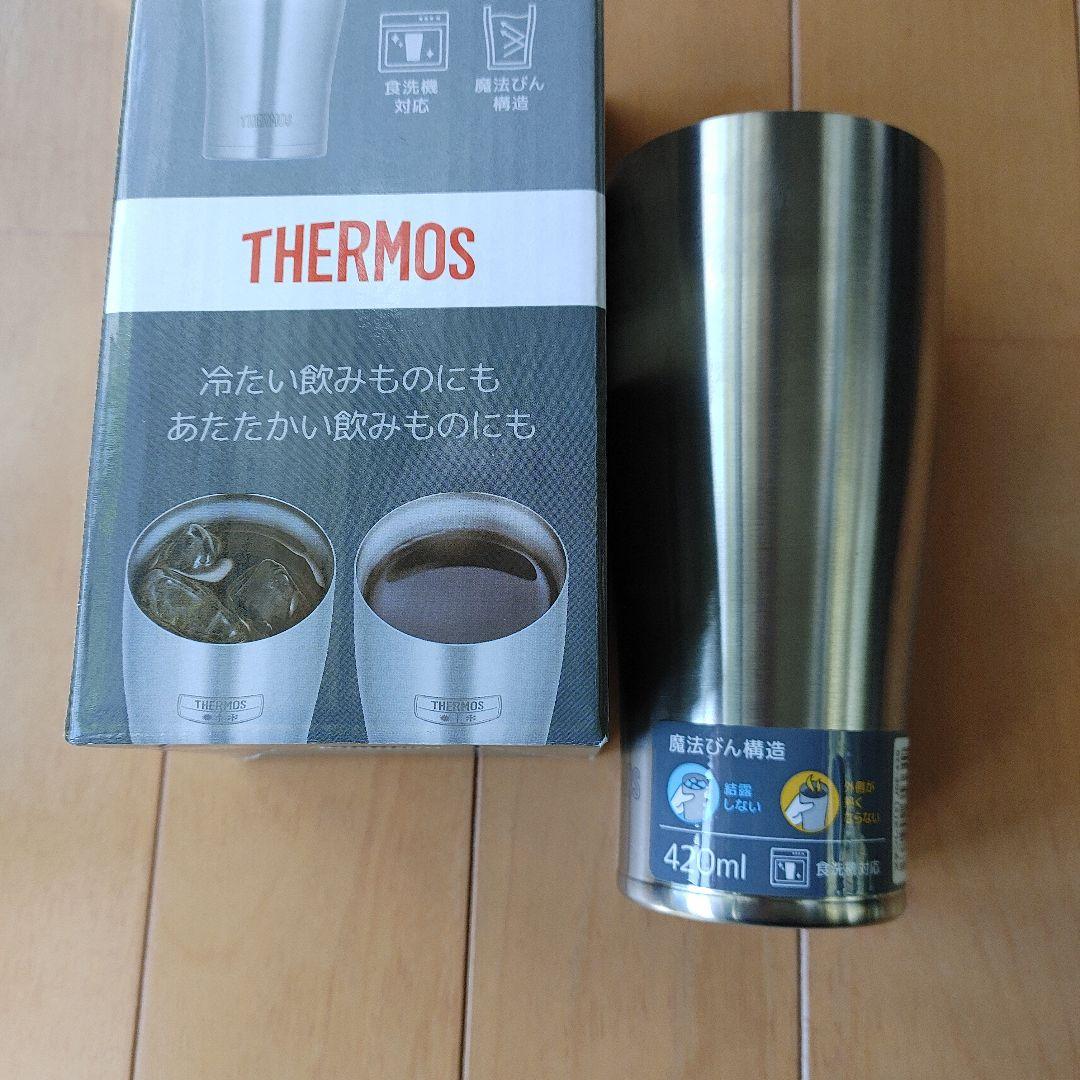 THERMOS
食洗機
対応
魔法びん
構造
THERMOS
冷たい飲みものにも
あたたかい飲みものにも
THERMOS
THERMOS
魔法びん構造
結露
しない
外側が
熱く
ならない
420ml
食洗機対応